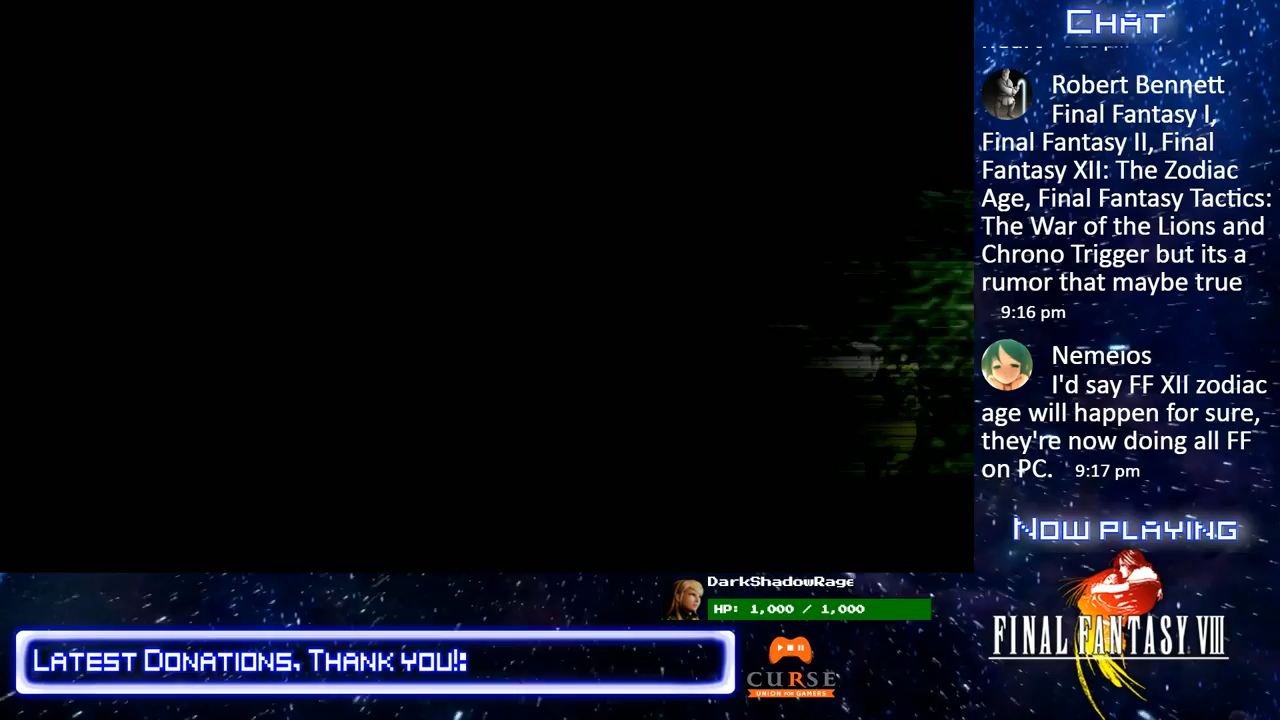 Chat
Robert Bennett
Final Fantasy I,
Final Fantasy II, Final
Fantasy XII: The Zodiac
Age, Final Fantasy Tactics:
The War of the Lions and
Chrono Trigger but its a
rumor that maybe true
9:16 pm
Nemeios
I'd say FF XII zodiac
age will happen for sure,
they're now doing all FF
on PC. 9:17 pm
Now playing
FINAL FANTASY VIII
DarkShadowRage
HP: 1,000 / 1,000
Latest Donations, Thank you!:
CURSE
UNION FOR GAMERS